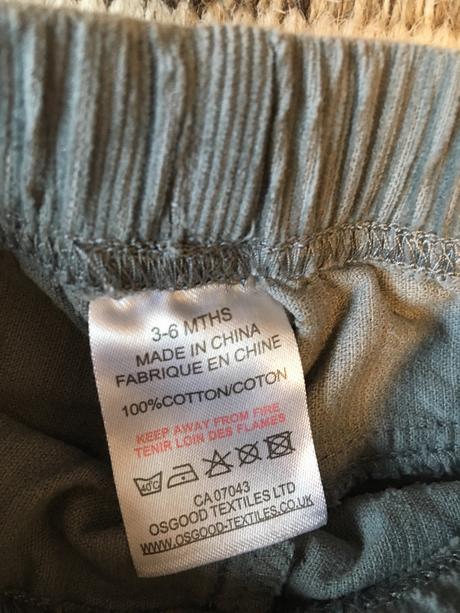 3-6 MTHS
MADE IN CHINA
FABRIQUE EN CHINE
100%COTTON/COTON
KEEP AWAY FROM FIRE
TENIR LOIN DES FLAMES
40°C
CA 07043
OSGOOD TEXTILES LTD
WWW.OSGOOD-TEXTILES.CO.UK